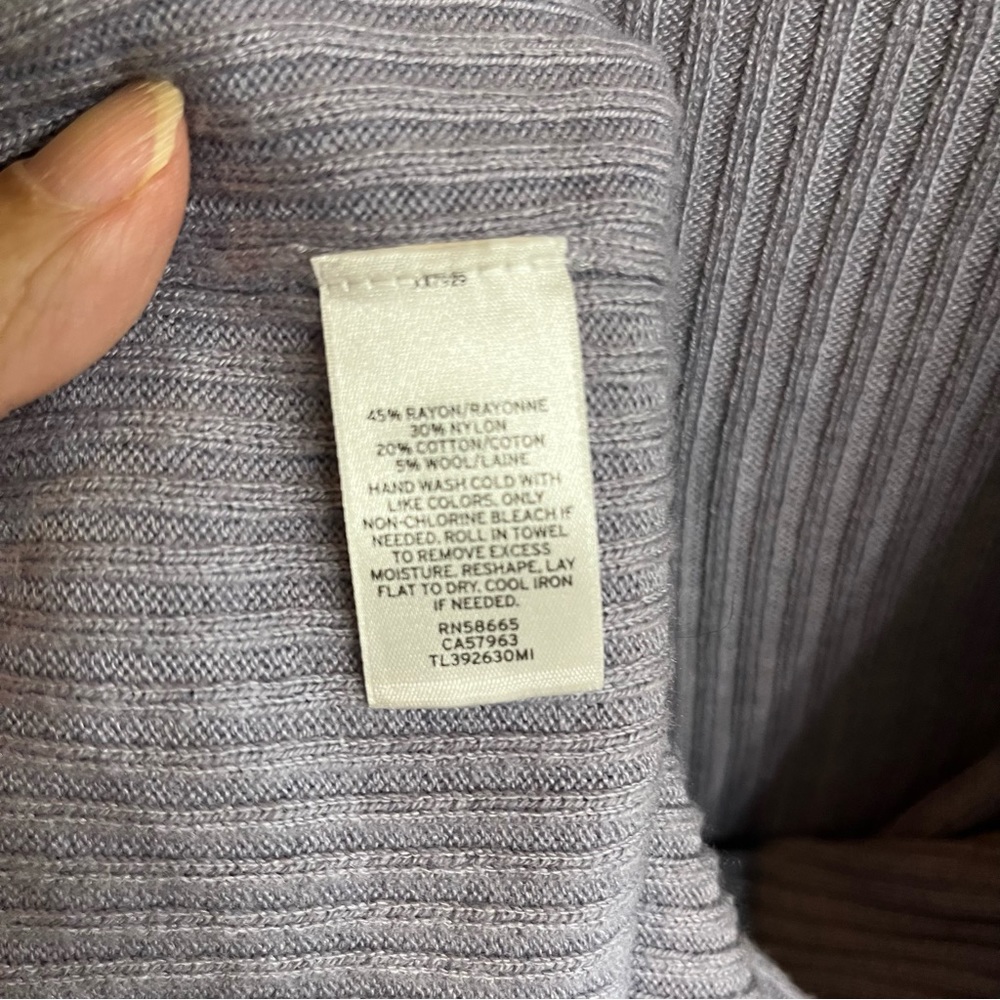 45% RAYON/RAYONNE
30% NYLON
20% COTTON/COTON
5% WOOL/LAINE
HAND WASH COLD WITH
LIKE COLORS. ONLY
NON-CHLORINE BLEACH IF
NEEDED. ROLL IN TOWEL
TO REMOVE EXCESS
MOISTURE. RESHAPE, LAY
FLAT TO DRY. COOL IRON
IF NEEDED.
RN58665
CA57963
TL392630MI